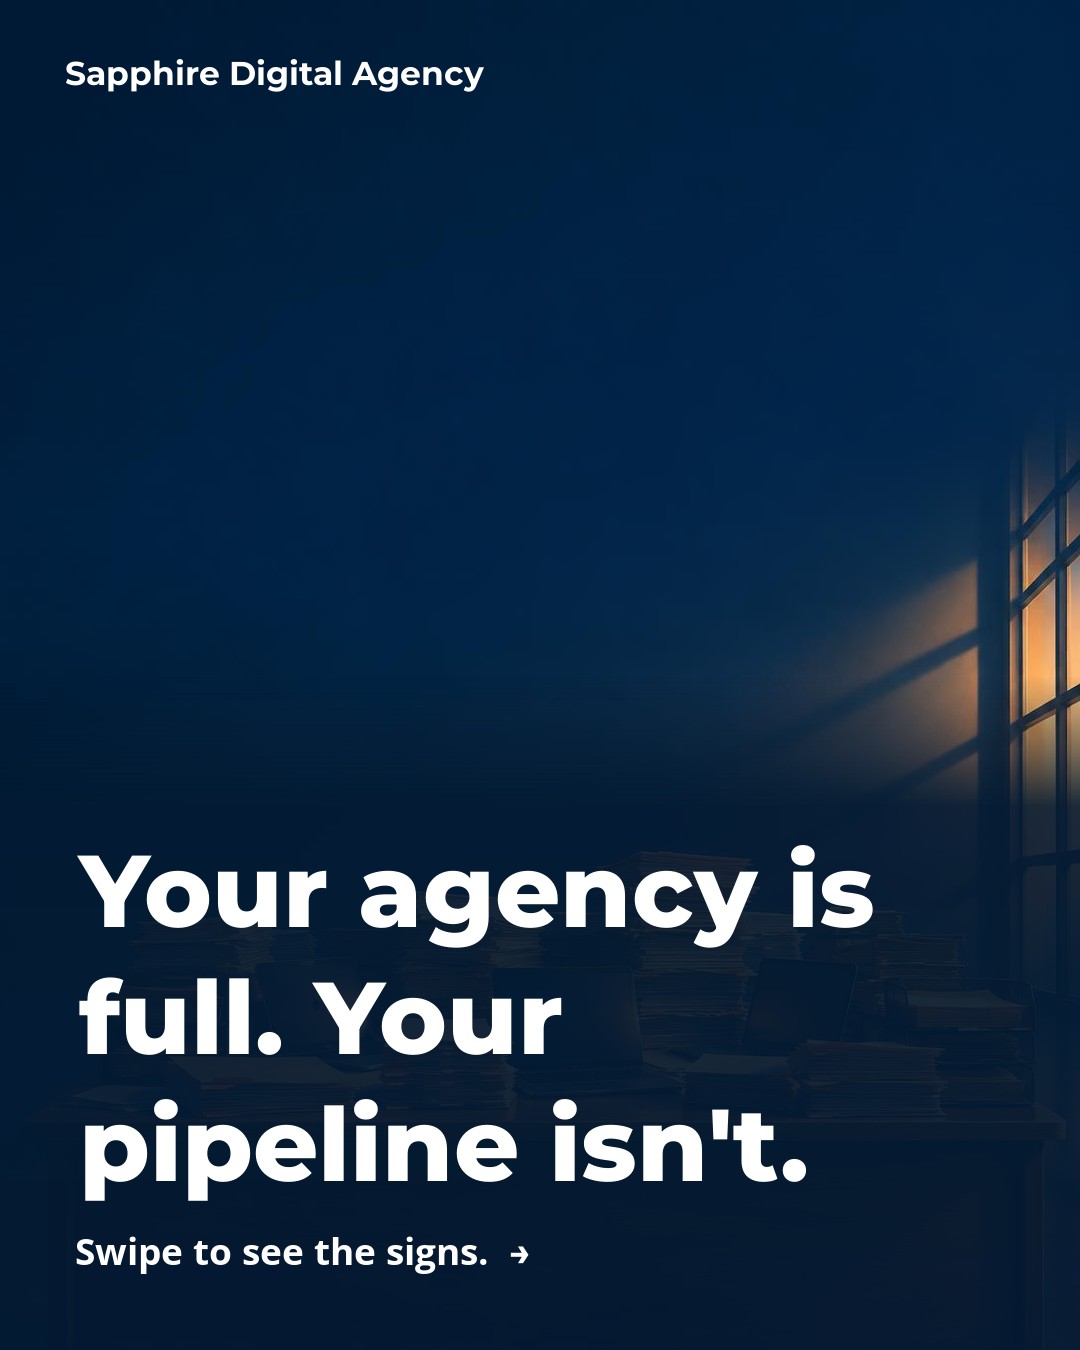 Sapphire Digital Agency
Your agency is
full. Your
pipeline isn't.
Swipe to see the signs. →